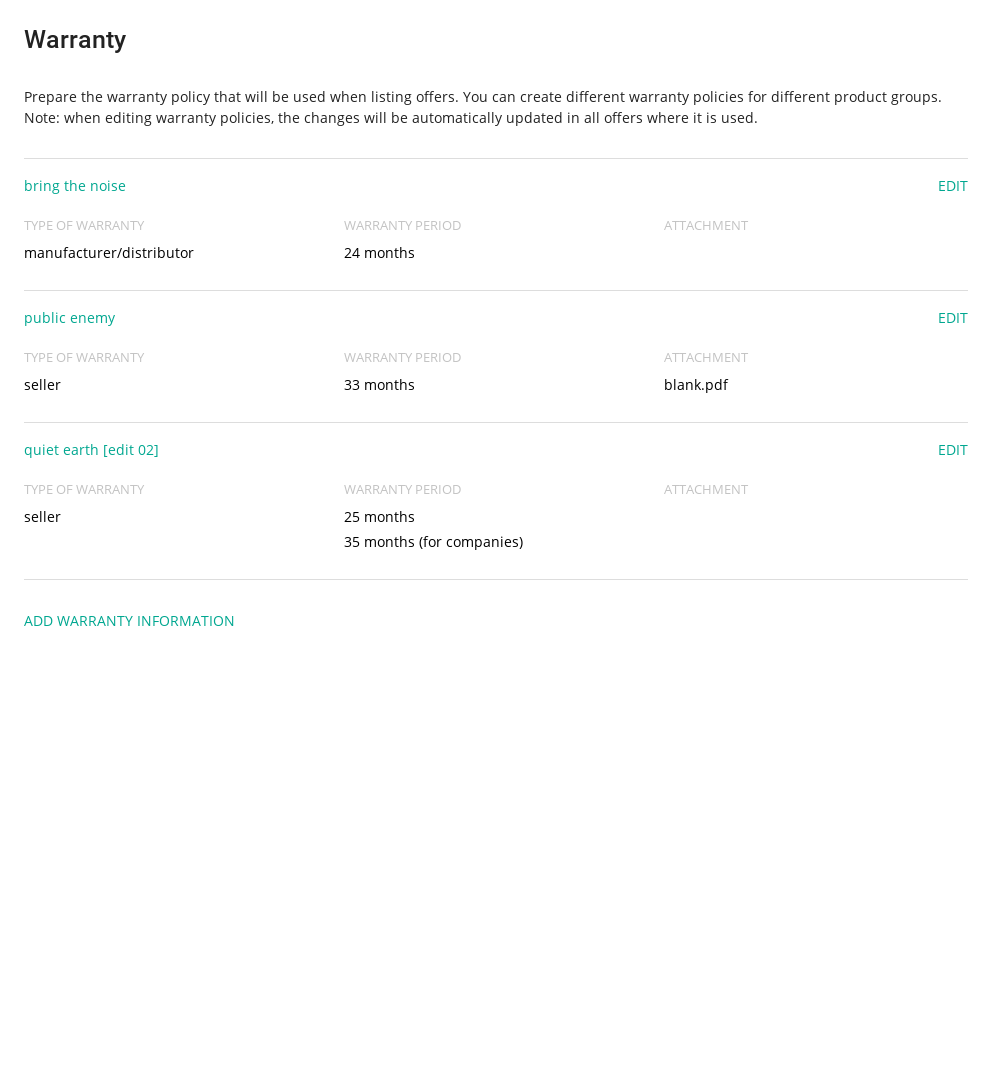 Warranty
Prepare the warranty policy that will be used when listing offers. You can create different warranty policies for different product groups.
Note: when editing warranty policies, the changes will be automatically updated in all offers where it is used.
bring the noise EDIT
TYPE OF WARRANTY WARRANTY PERIOD ATTACHMENT
manufacturer/distributor 24 months
public enemy EDIT
TYPE OF WARRANTY WARRANTY PERIOD ATTACHMENT
seller 33 months blank.pdf
quiet earth [edit 02] EDIT
TYPE OF WARRANTY WARRANTY PERIOD ATTACHMENT
seller 25 months
35 months (for companies)
ADD WARRANTY INFORMATION